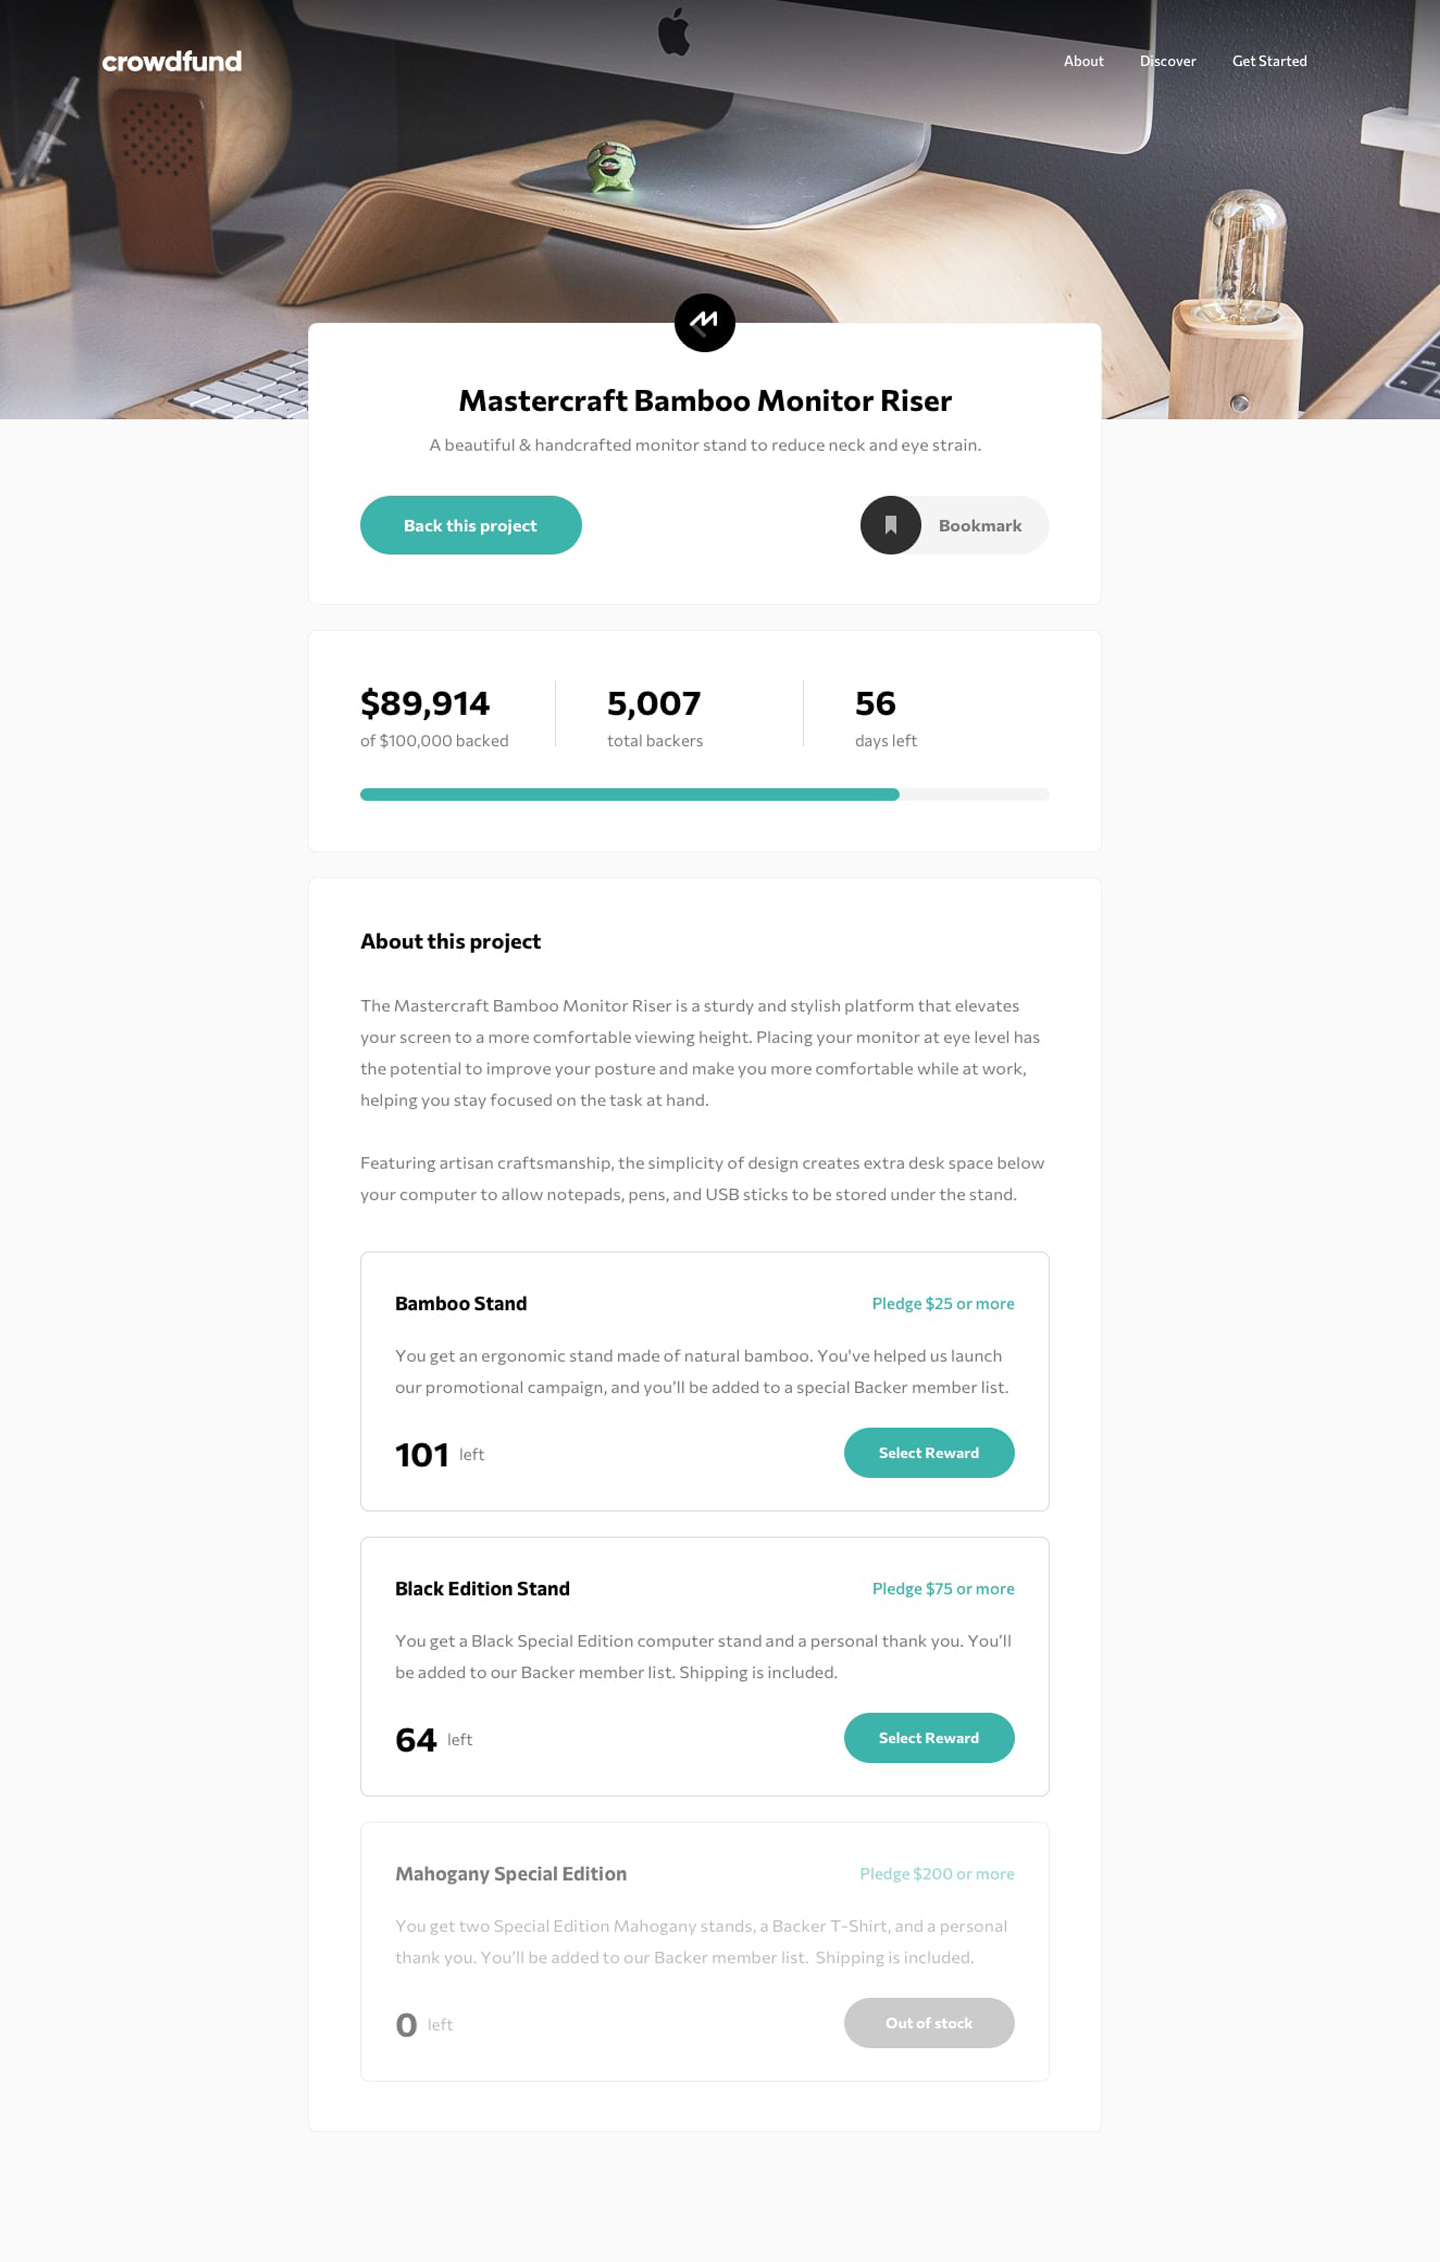 crowdfund
About Discover Get Started
Mastercraft Bamboo Monitor Riser
A beautiful & handcrafted monitor stand to reduce neck and eye strain.
Back this project
Bookmark
$89,914
of $100,000 backed
5,007
total backers
56
days left
About this project
The Mastercraft Bamboo Monitor Riser is a sturdy and stylish platform that elevates
your screen to a more comfortable viewing height. Placing your monitor at eye level has
the potential to improve your posture and make you more comfortable while at work,
helping you stay focused on the task at hand.
Featuring artisan craftsmanship, the simplicity of design creates extra desk space below
your computer to allow notepads, pens, and USB sticks to be stored under the stand.
Bamboo Stand
Pledge $25 or more
You get an ergonomic stand made of natural bamboo. You've helped us launch
our promotional campaign, and you’ll be added to a special Backer member list.
101 left
Select Reward
Black Edition Stand
Pledge $75 or more
You get a Black Special Edition computer stand and a personal thank you. You’ll
be added to our Backer member list. Shipping is included.
64 left
Select Reward
Mahogany Special Edition
Pledge $200 or more
You get two Special Edition Mahogany stands, a Backer T-Shirt, and a personal
thank you. You’ll be added to our Backer member list.  Shipping is included.
0 left
Out of stock